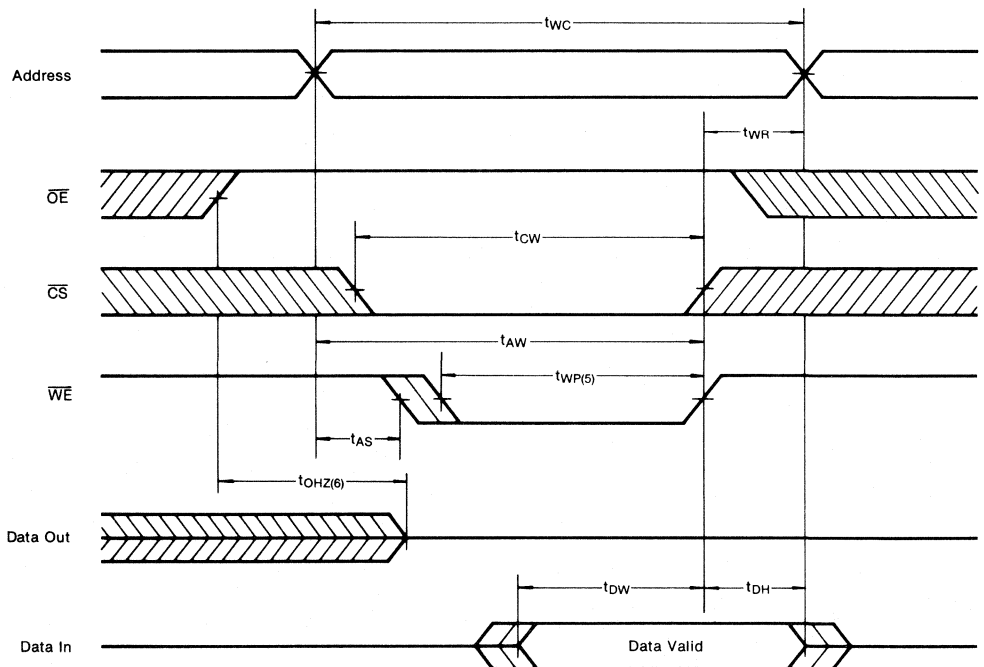 tWC
Address
tWR
OE
tCW
CS
tAW
WE
tWP(5)
tAS
tOHZ(6)
Data Out
tDW
tDH
Data In
Data Valid